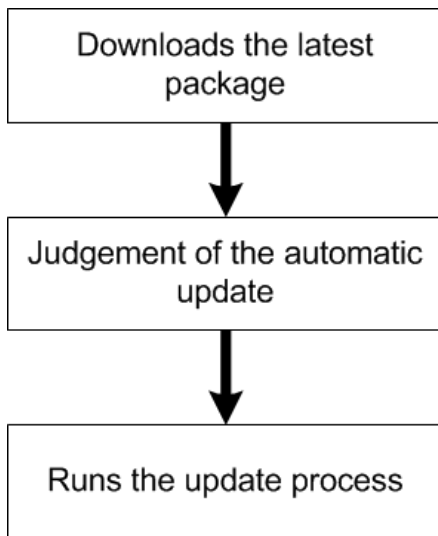 Downloads the latest
package
Judgement of the automatic
update
Runs the update process